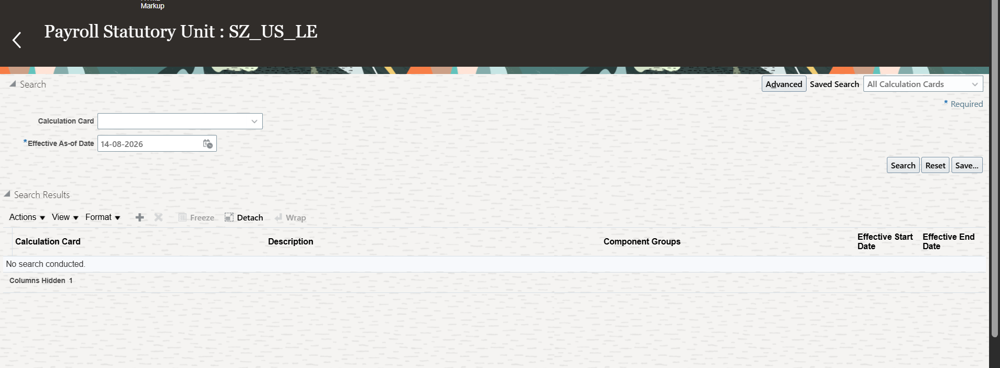 Markup
Payroll Statutory Unit : SZ_US_LE
Search
Advanced Saved Search All Calculation Cards
* Required
Calculation Card
*Effective As-of Date 14-08-2026
Search Reset Save...
Search Results
Actions View Format Freeze Detach Wrap
Calculation Card Description Component Groups Effective Start Date Effective End Date
No search conducted.
Columns Hidden 1